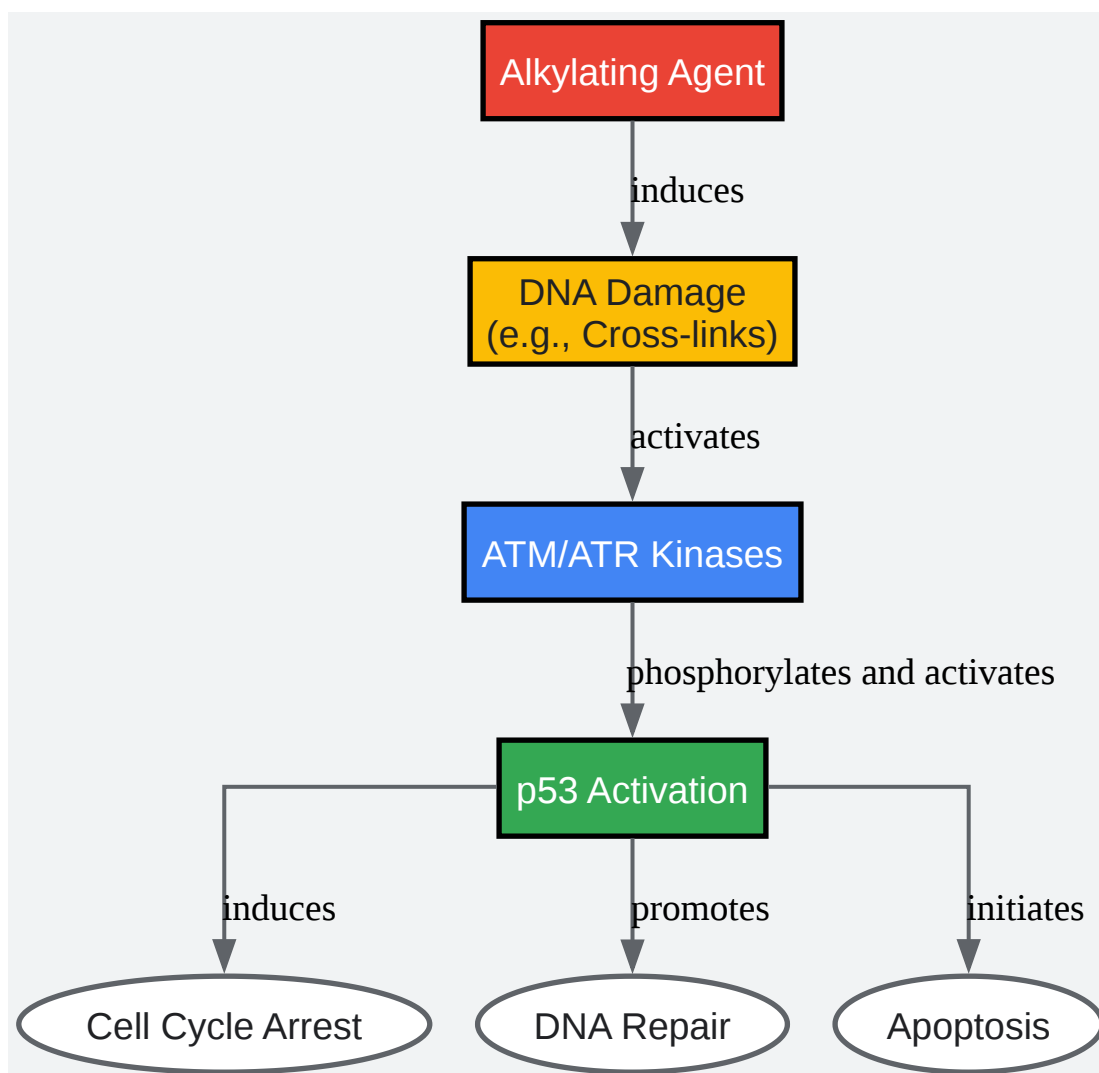 Alkylating Agent
induces
DNA Damage
(e.g., Cross-links)
activates
ATM/ATR Kinases
phosphorylates and activates
p53 Activation
induces
promotes
initiates
Cell Cycle Arrest
DNA Repair
Apoptosis